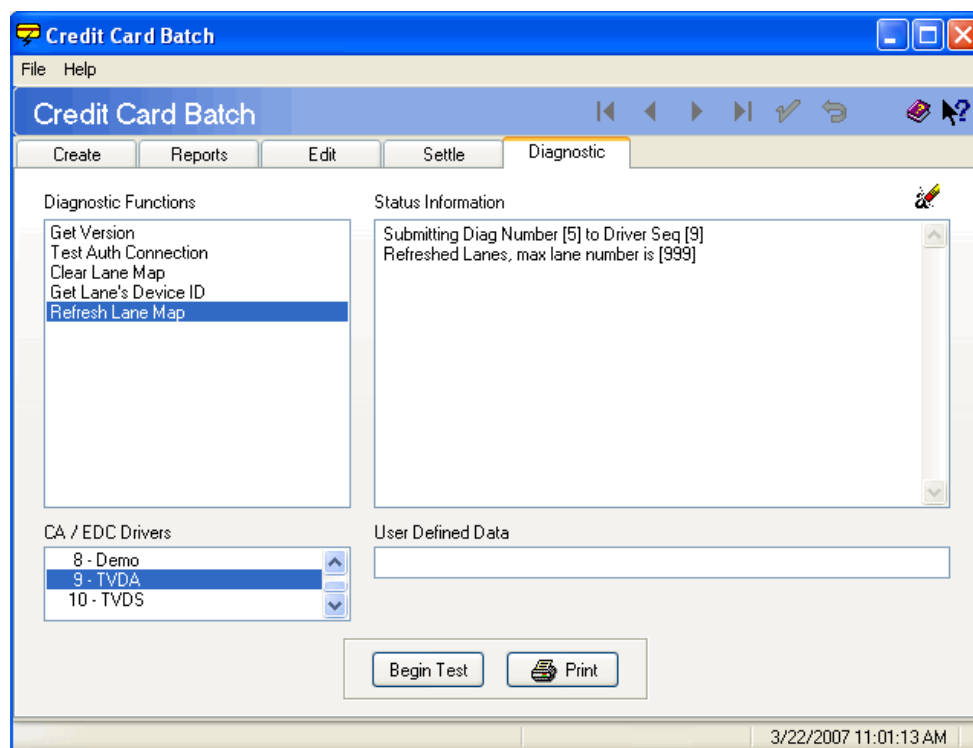 Credit Card Batch
File Help
Credit Card Batch
Create Reports Edit Settle Diagnostic
Diagnostic Functions
Get Version
Test Auth Connection
Clear Lane Map
Get Lane's Device ID
Refresh Lane Map
Status Information
Submitting Diag Number [5] to Driver Seq [9]
Refreshed Lanes, max lane number is [999]
CA / EDC Drivers
8 - Demo
9 - TVDA
10 - TVDS
User Defined Data
Begin Test Print
3/22/2007 11:01:13 AM